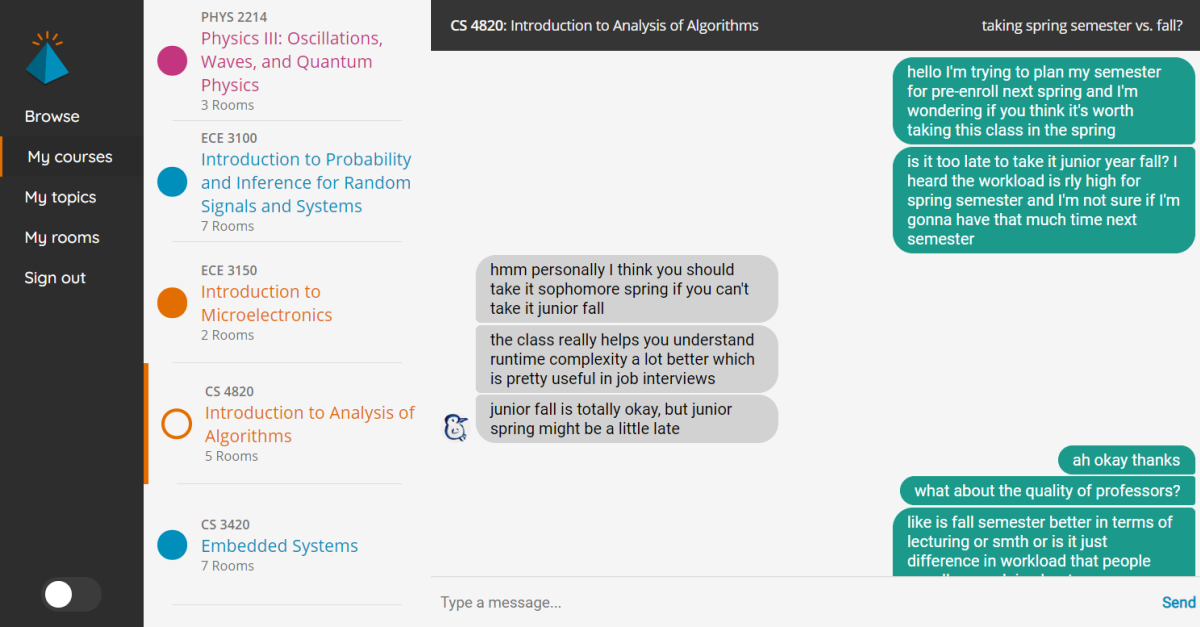 Browse
My courses
My topics
My rooms
Sign out
PHYS 2214
Physics III: Oscillations,
Waves, and Quantum
Physics
3 Rooms
ECE 3100
Introduction to Probability
and Inference for Random
Signals and Systems
7 Rooms
ECE 3150
Introduction to
Microelectronics
2 Rooms
CS 4820
Introduction to Analysis of
Algorithms
5 Rooms
CS 3420
Embedded Systems
7 Rooms
CS 4820: Introduction to Analysis of Algorithms
taking spring semester vs. fall?
hello I'm trying to plan my semester
for pre-enroll next spring and I'm
wondering if you think it's worth
taking this class in the spring
is it too late to take it junior year fall? I
heard the workload is rly high for
spring semester and I'm not sure if I'm
gonna have that much time next
semester
hmm personally I think you should
take it sophomore spring if you can't
take it junior fall
the class really helps you understand
runtime complexity a lot better which
is pretty useful in job interviews
junior fall is totally okay, but junior
spring might be a little late
ah okay thanks
what about the quality of professors?
like is fall semester better in terms of
lecturing or smth or is it just
difference in workload that people
Type a message...
Send